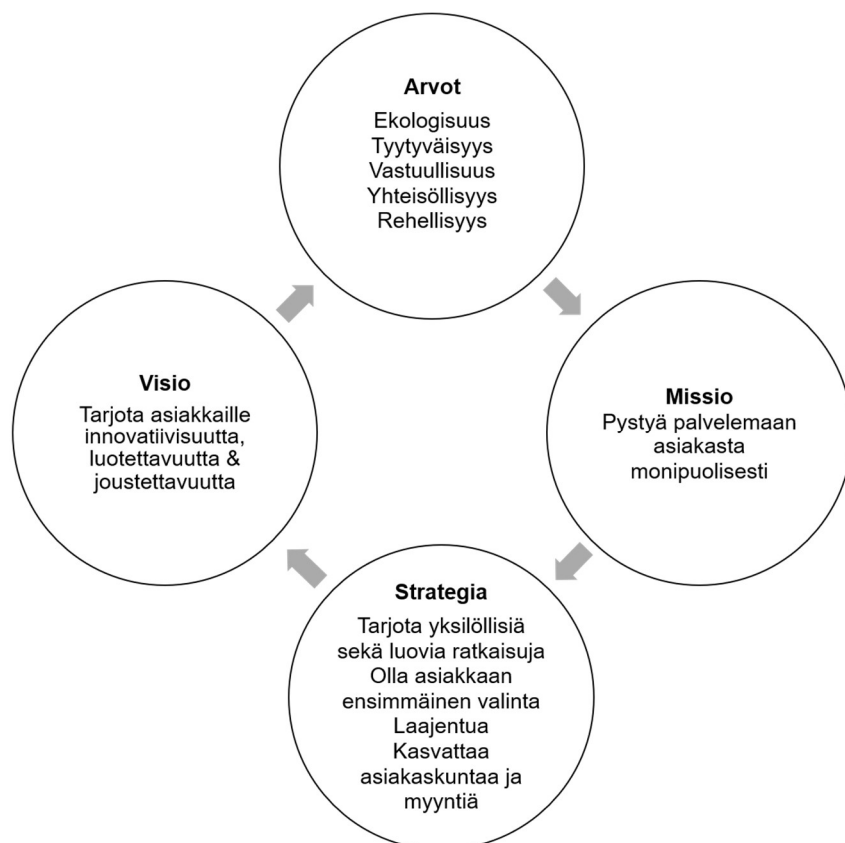 Arvot
Ekologisuus
Tyytyväisyys
Vastuullisuus
Yhteisöllisyys
Rehellisyys
Visio
Tarjota asiakkaille
innovatiivisuutta,
luotettavuutta &
joustettavuutta
Missio
Pystyä palvelemaan
asiakasta
monipuolisesti
Strategia
Tarjota yksilöllisiä
sekä luovia ratkaisuja
Olla asiakkaan
ensimmäinen valinta
Laajentua
Kasvattaa
asiakaskuntaa ja
myyntiä